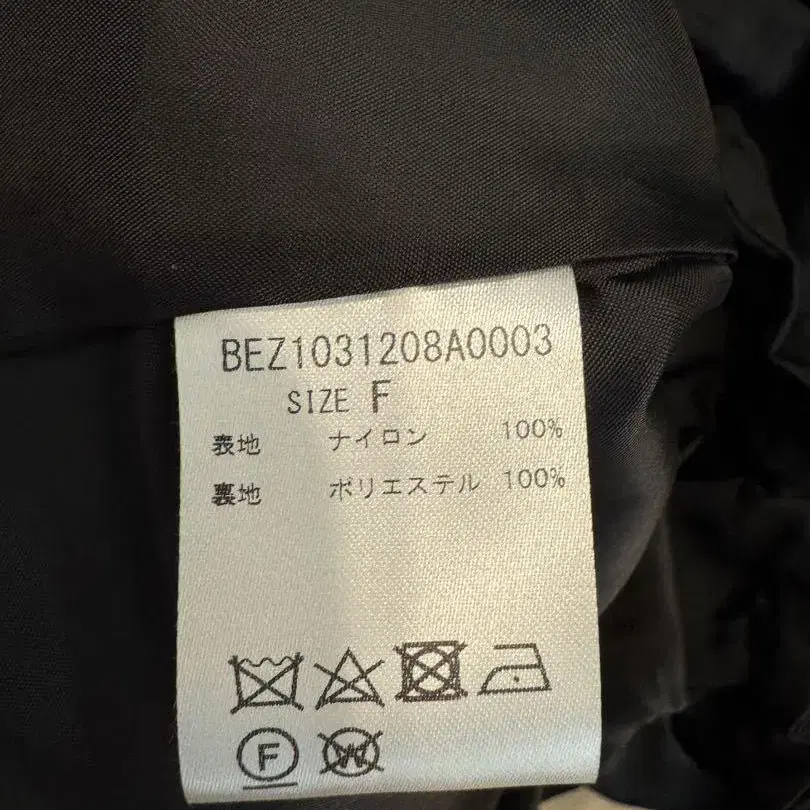 BEZ1031208A0003
SIZE F
表地 ナイロン 100%
裏地 ポリエステル 100%
F W